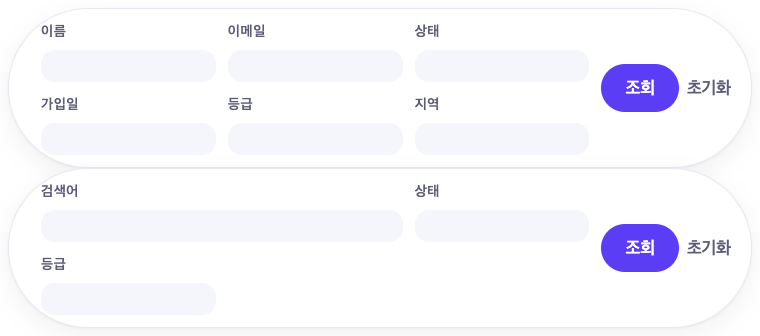 이름 이메일 상태
조회 초기화
가입일 등급 지역
검색어 상태
조회 초기화
등급